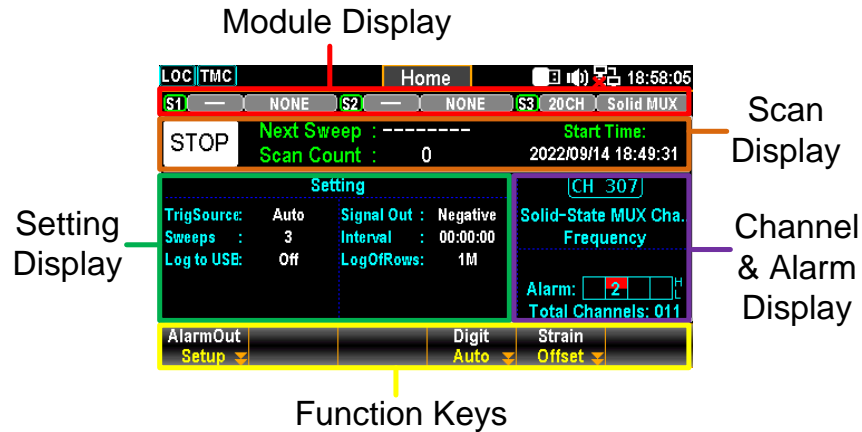 Module Display
LOC TMC Home 18:58:05
S1 — NONE S2 — NONE S3 20CH Solid MUX
STOP
Next Sweep : --------
Scan Count : 0
Start Time:
2022/09/14 18:49:31
Scan
Display
Setting
TrigSource: Auto Signal Out : Negative
Sweeps : 3 Interval : 00:00:00
Log to USB: Off LogOfRows: 1M
CH 307
Solid-State MUX Cha..
Frequency
Alarm: 2 H L
Total Channels: 011
Setting
Display
Channel
& Alarm
Display
AlarmOut
Setup
Digit
Auto
Strain
Offset
Function Keys